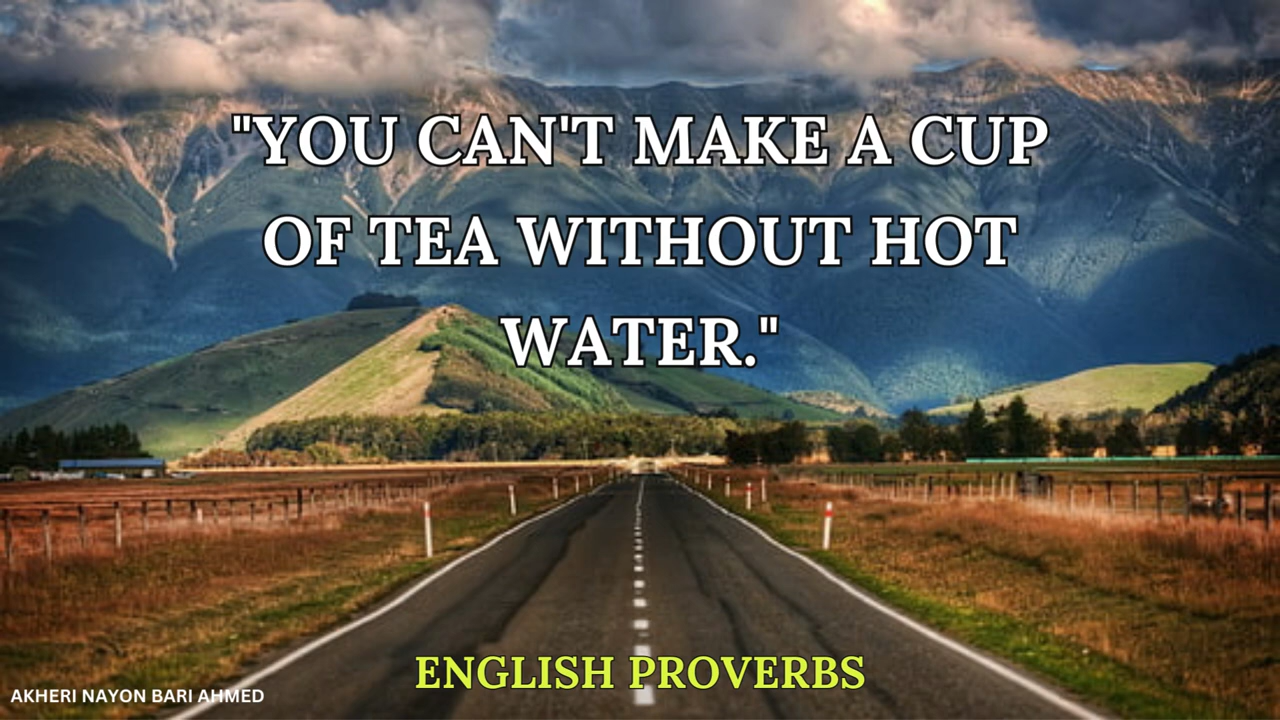 "YOU CAN'T MAKE A CUP
OF TEA WITHOUT HOT
WATER."
ENGLISH PROVERBS
AKHERI NAYON BARI AHMED